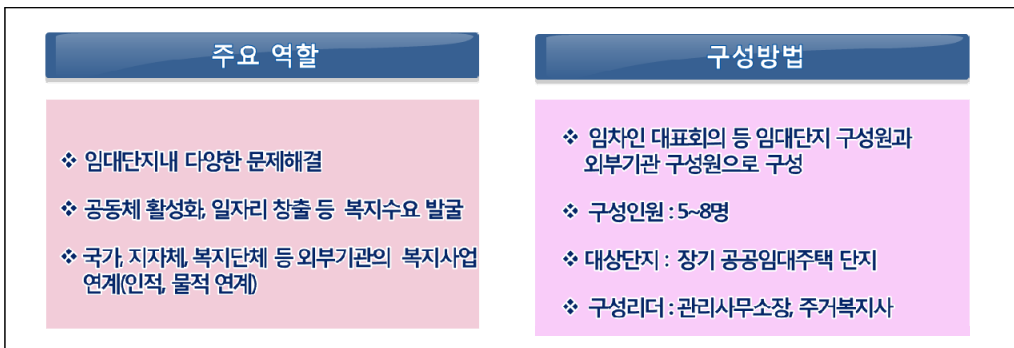 주요 역할
❖ 임대단지내 다양한 문제해결
❖ 공동체 활성화, 일자리 창출 등 복지수요 발굴
❖ 국가, 지자체, 복지단체 등 외부기관의 복지사업
연계(인적, 물적 연계)
구성방법
❖ 임차인 대표회의 등 임대단지 구성원과
외부기관 구성원으로 구성
❖ 구성인원 : 5~8명
❖ 대상단지 : 장기 공공임대주택 단지
❖ 구성리더 : 관리사무소장, 주거복지사